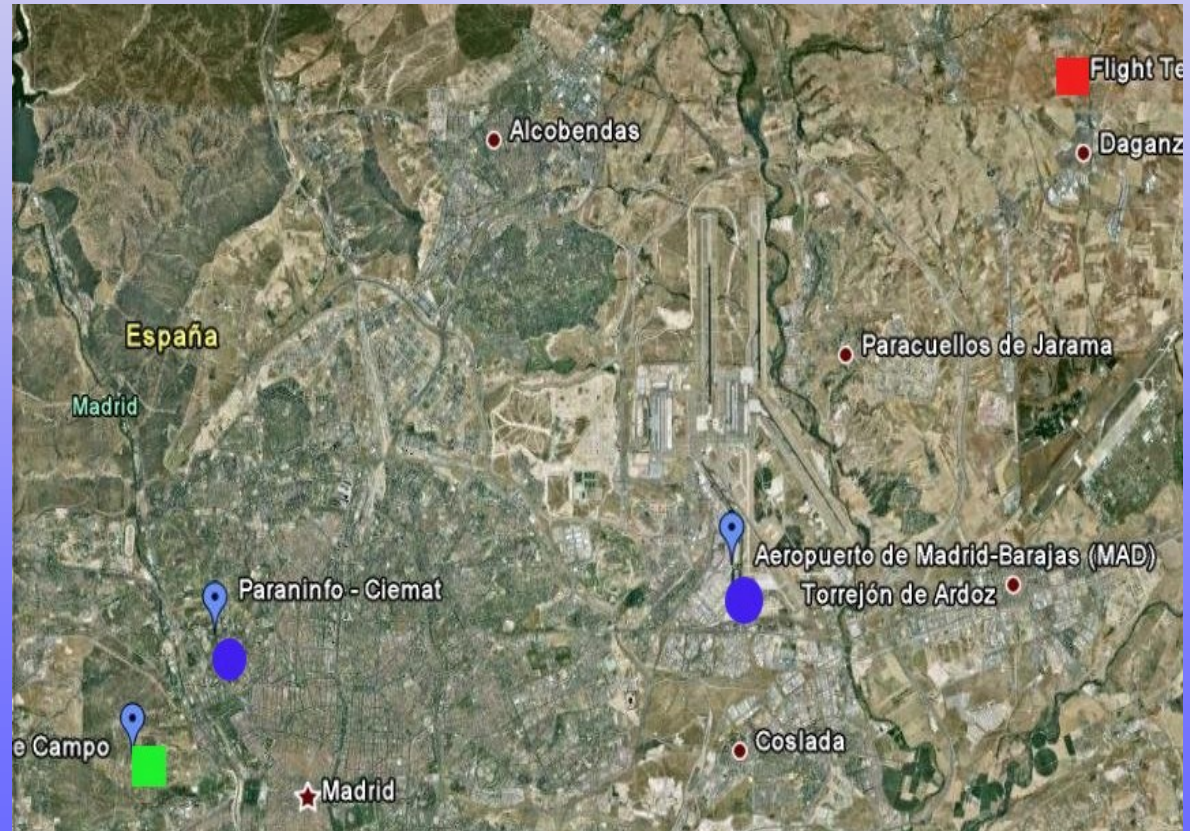 Flight Te
Alcobendas
Daganz
España
Paracuellos de Jarama
Madrid
Aeropuerto de Madrid-Barajas (MAD)
Paraninfo - Ciemat
Torrejón de Ardoz
e Campo
Coslada
Madrid